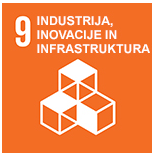 9 INDUSTRIJA,
INOVACIJE IN
INFRASTRUKTURA